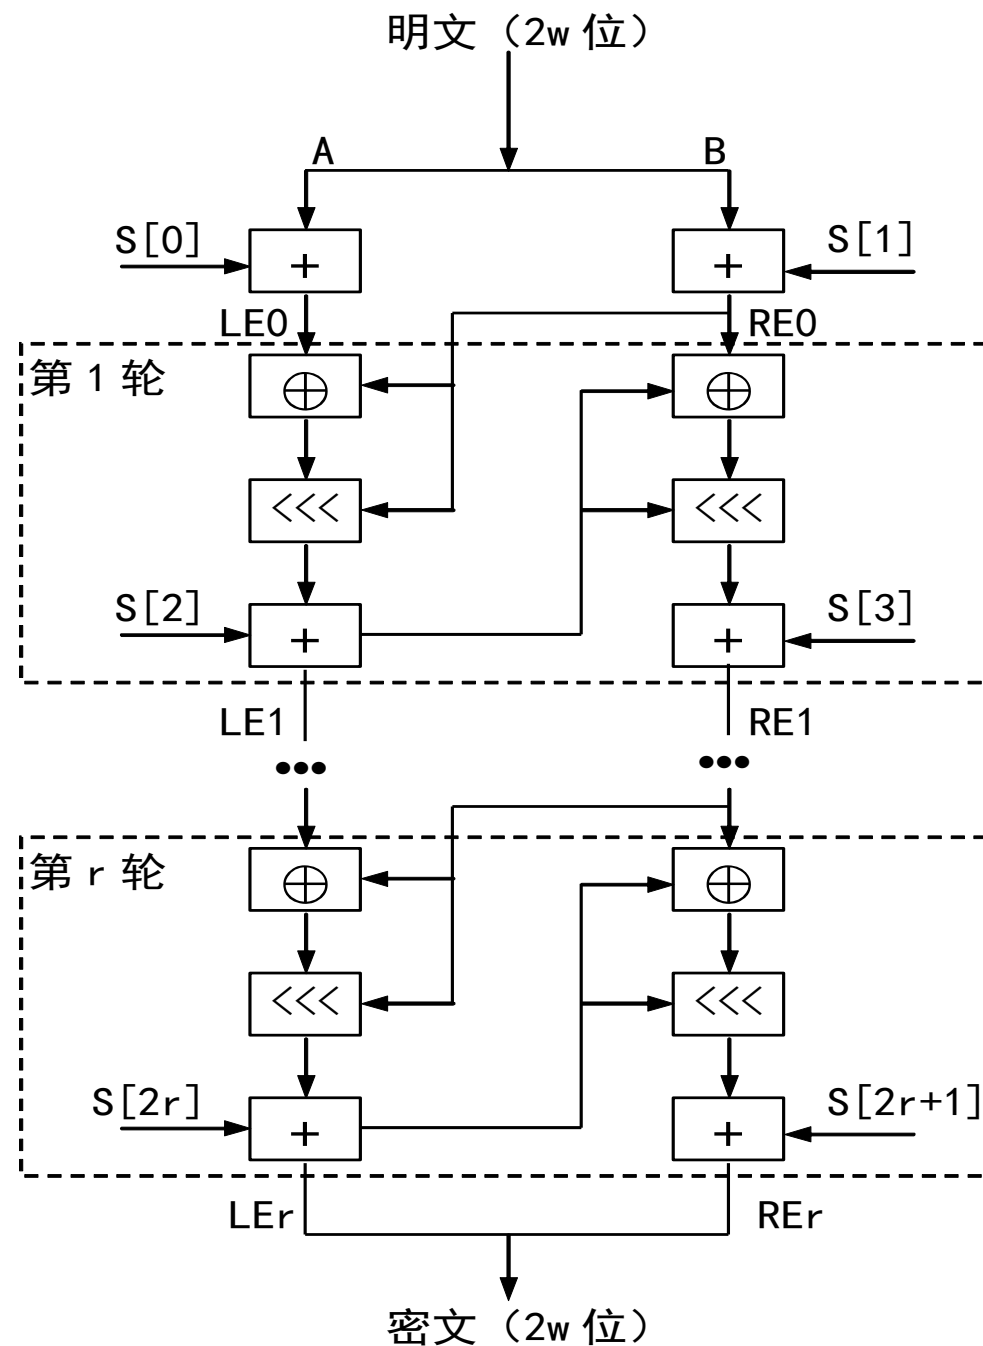 明文（2w 位）
A B
S[0] + + S[1]
LE0 RE0
第 1 轮
⊕ ⊕
<<< <<<
S[2] + + S[3]
LE1 RE1
••• •••
第 r 轮
⊕ ⊕
<<< <<<
S[2r] + + S[2r+1]
LEr REr
密文（2w 位）